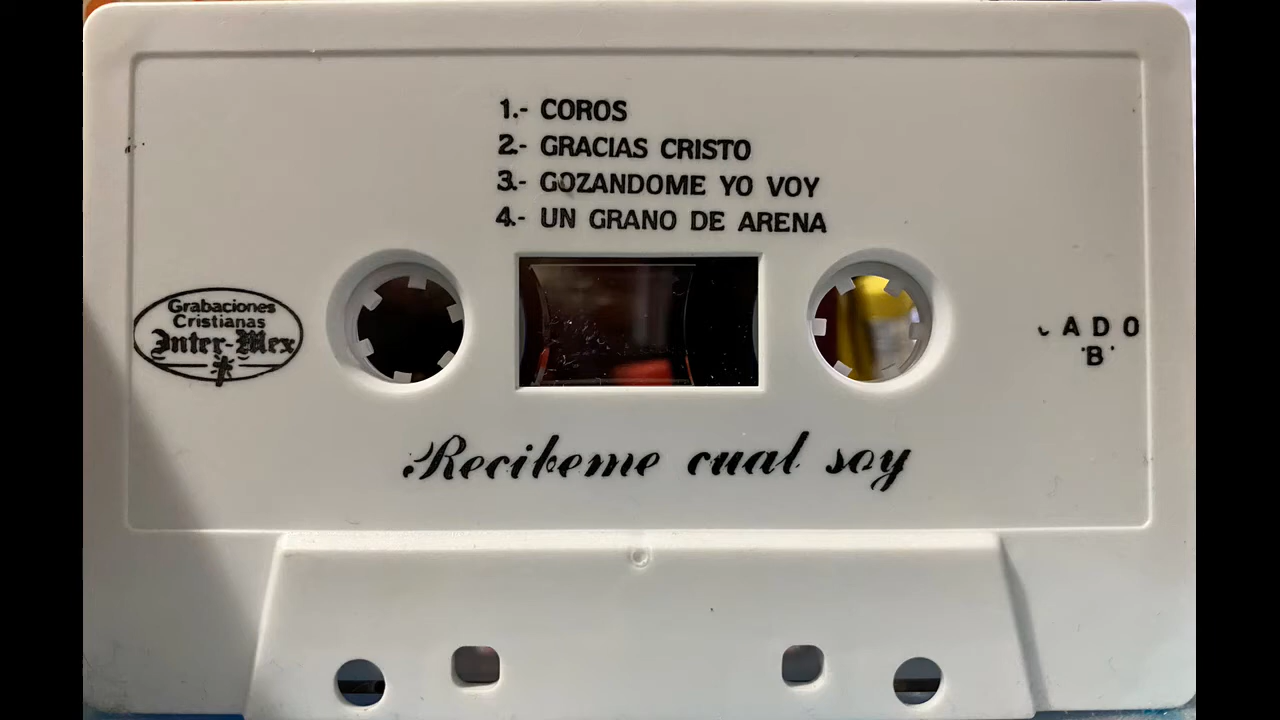 1.- COROS
2.- GRACIAS CRISTO
3.- GOZANDOME YO VOY
4.- UN GRANO DE ARENA
Grabaciones
Cristianas
Inter-Mex
LADO
'B'
Recibeme cual soy